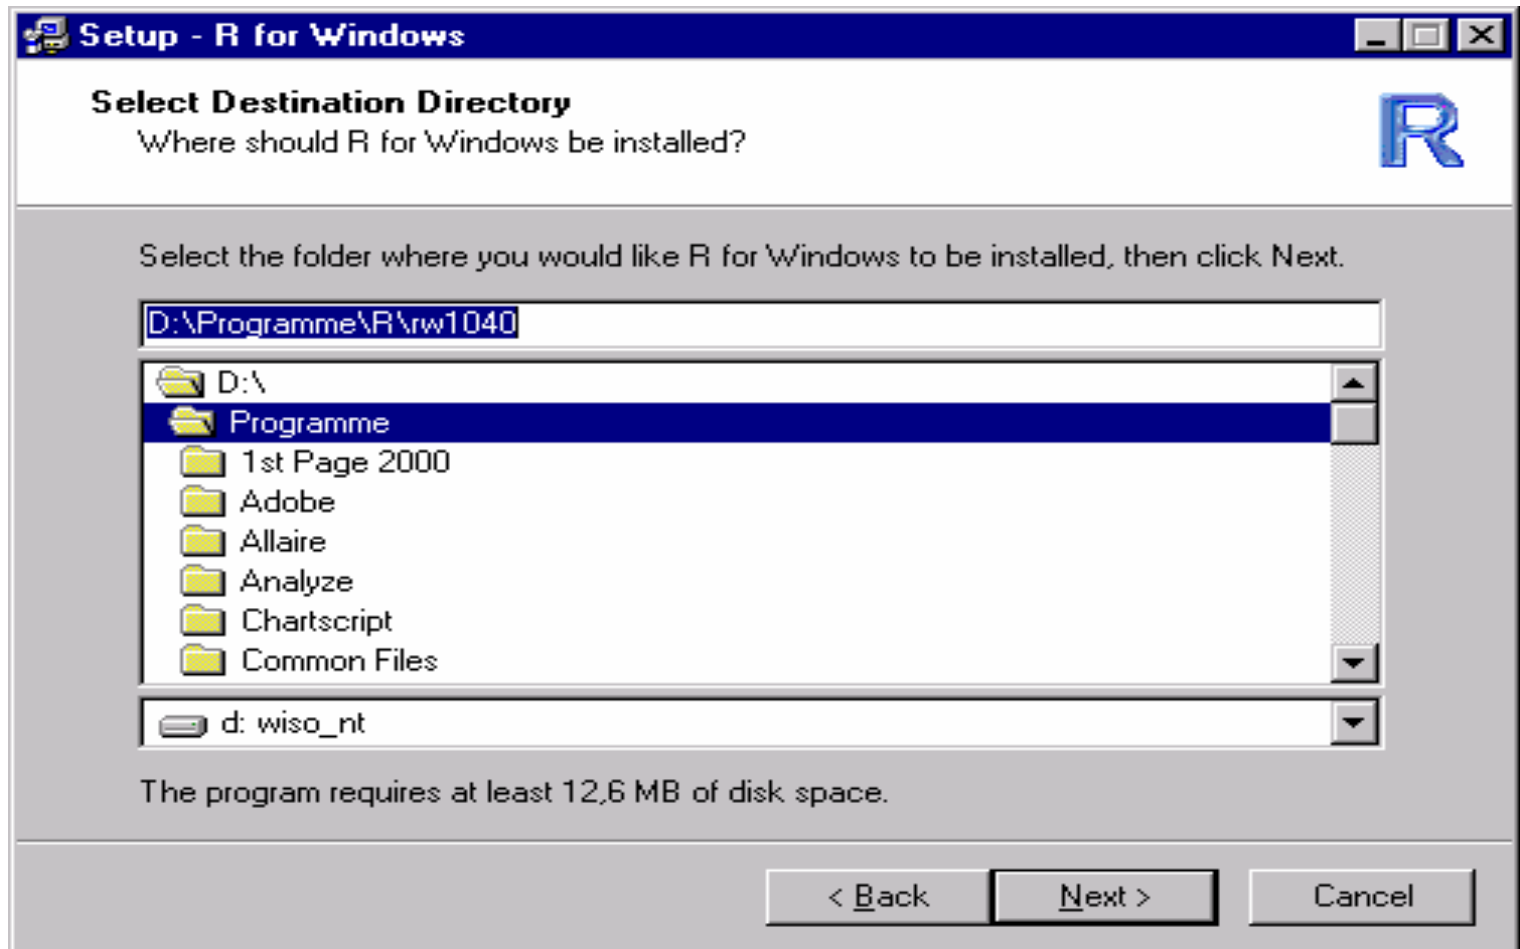 Setup - R for Windows
Select Destination Directory
Where should R for Windows be installed?
R
Select the folder where you would like R for Windows to be installed, then click Next.
D:\Programme\R\rw1040
D:\
Programme
1st Page 2000
Adobe
Allaire
Analyze
Chartscript
Common Files
d: wiso_nt
The program requires at least 12,6 MB of disk space.
< Back
Next >
Cancel